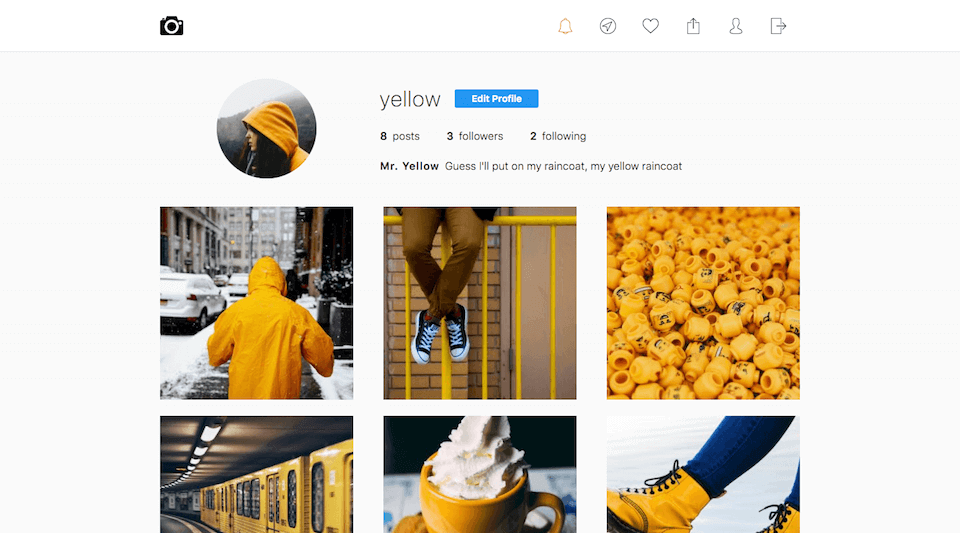 yellow Edit Profile
8 posts 3 followers 2 following
Mr. Yellow Guess I'll put on my raincoat, my yellow raincoat